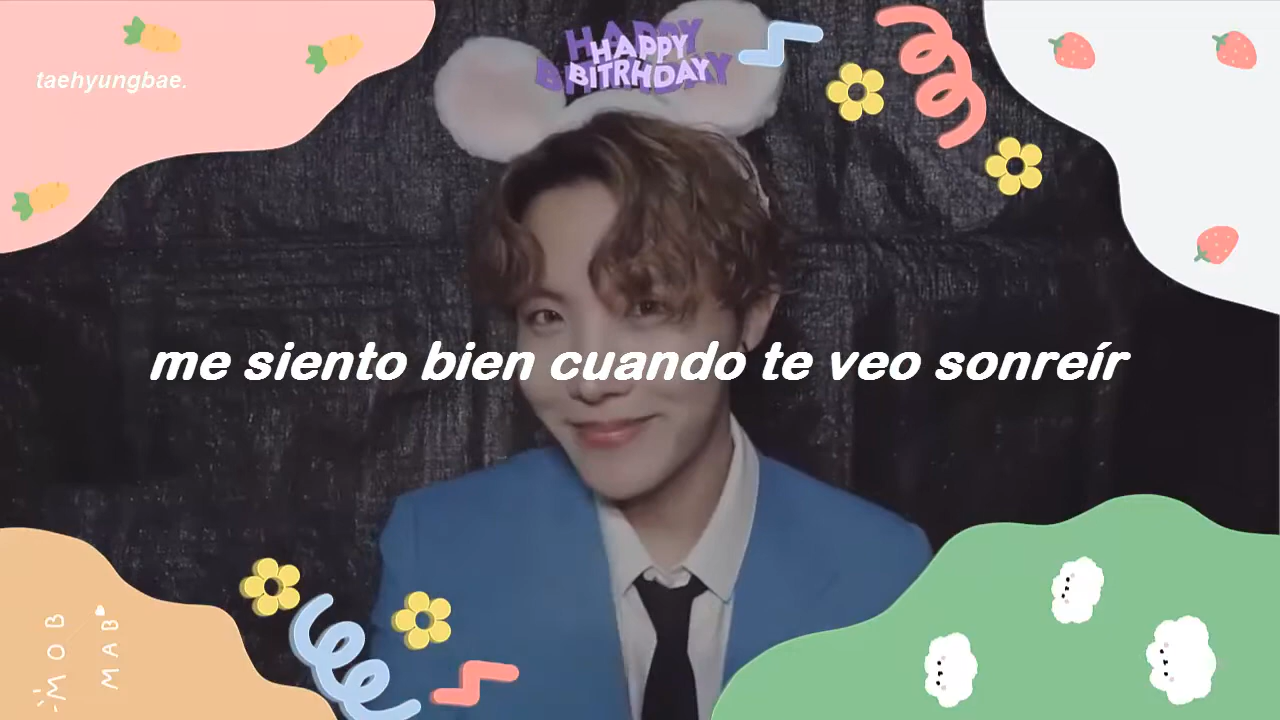 HAPPY
BITRHDAY
taehyungbae.
me siento bien cuando te veo sonreír
MOB
MAB